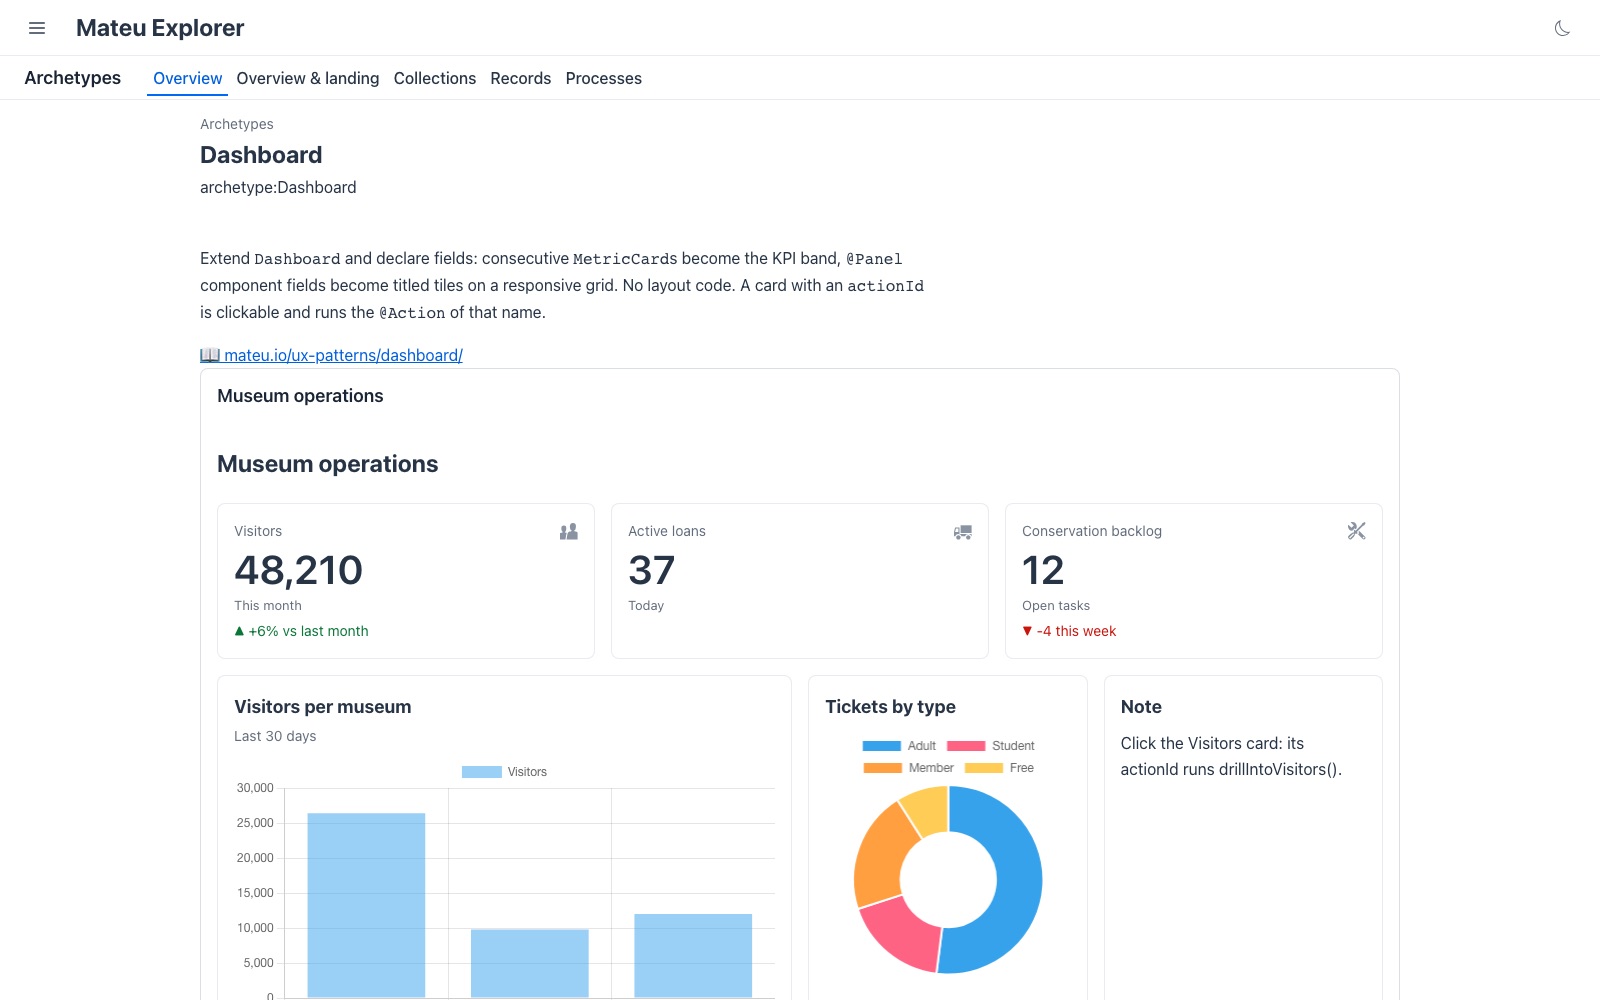 Mateu Explorer
Archetypes Overview Overview & landing Collections Records Processes
Archetypes
Dashboard
archetype:Dashboard
Extend Dashboard and declare fields: consecutive MetricCards become the KPI band, @Panel
component fields become titled tiles on a responsive grid. No layout code. A card with an actionId
is clickable and runs the @Action of that name.
📖 mateu.io/ux-patterns/dashboard/
Museum operations
Museum operations
Visitors
48,210
This month
▲ +6% vs last month
Active loans
37
Today
Conservation backlog
12
Open tasks
▼ -4 this week
Visitors per museum
Last 30 days
Visitors
30,000
25,000
20,000
15,000
10,000
5,000
0
Tickets by type
Adult Student
Member Free
Note
Click the Visitors card: its
actionId runs drillIntoVisitors().